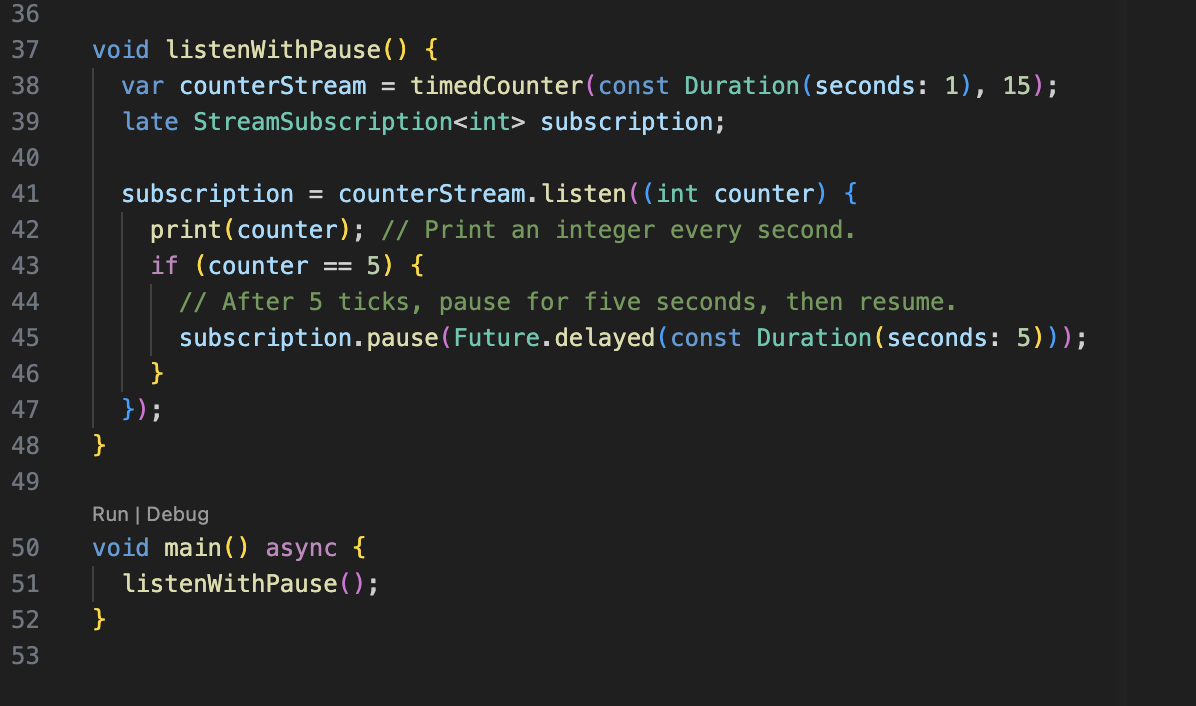 36
37 void listenWithPause() {
38   var counterStream = timedCounter(const Duration(seconds: 1), 15);
39   late StreamSubscription<int> subscription;
40
41   subscription = counterStream.listen((int counter) {
42     print(counter); // Print an integer every second.
43     if (counter == 5) {
44       // After 5 ticks, pause for five seconds, then resume.
45       subscription.pause(Future.delayed(const Duration(seconds: 5)));
46     }
47   });
48 }
49
Run | Debug
50 void main() async {
51   listenWithPause();
52 }
53